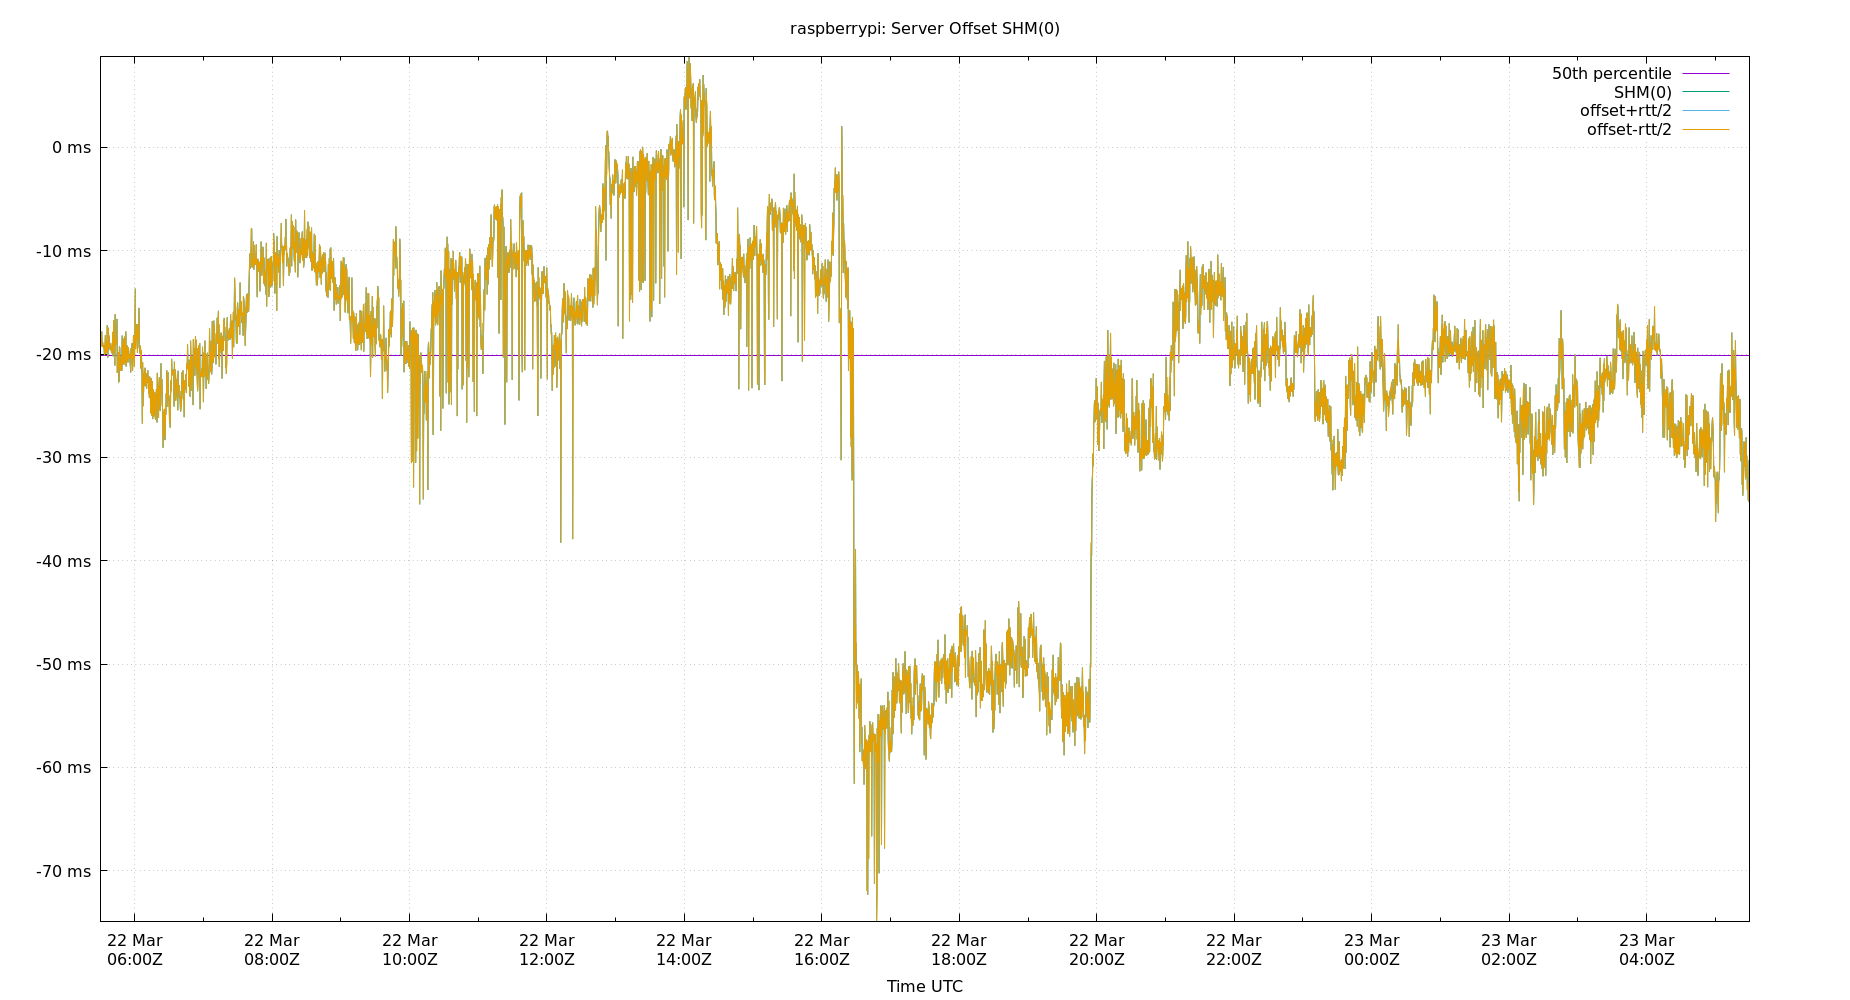 raspberrypi: Server Offset SHM(0)
50th percentile
SHM(0)
offset+rtt/2
offset-rtt/2
0 ms
-10 ms
-20 ms
-30 ms
-40 ms
-50 ms
-60 ms
-70 ms
22 Mar 22 Mar 22 Mar 22 Mar 22 Mar 22 Mar 22 Mar 22 Mar 22 Mar 23 Mar 23 Mar 23 Mar
06:00Z 08:00Z 10:00Z 12:00Z 14:00Z 16:00Z 18:00Z 20:00Z 22:00Z 00:00Z 02:00Z 04:00Z
Time UTC